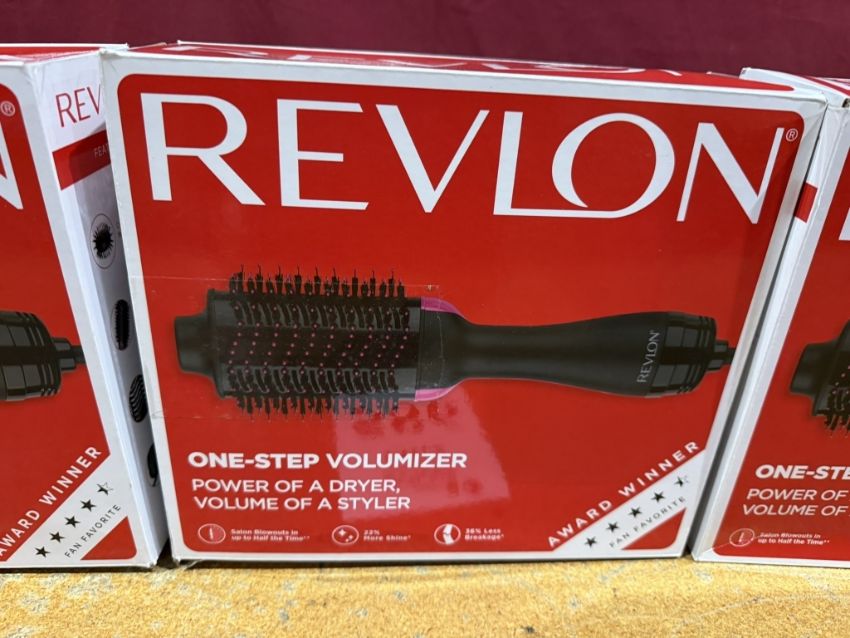 REVLON®
REVLON
ONE-STEP VOLUMIZER
POWER OF A DRYER,
VOLUME OF A STYLER
Salon Blowouts in
up to Half the Time**
22%
More Shine*
36% Less
Breakage*
AWARD WINNER
FAN FAVORITE
N®
REV
FEAT
AWARD WINNER
FAN FAVORITE
ONE-STE
POWER OF
VOLUME OF
Salon Blowouts in
up to Half the Time**